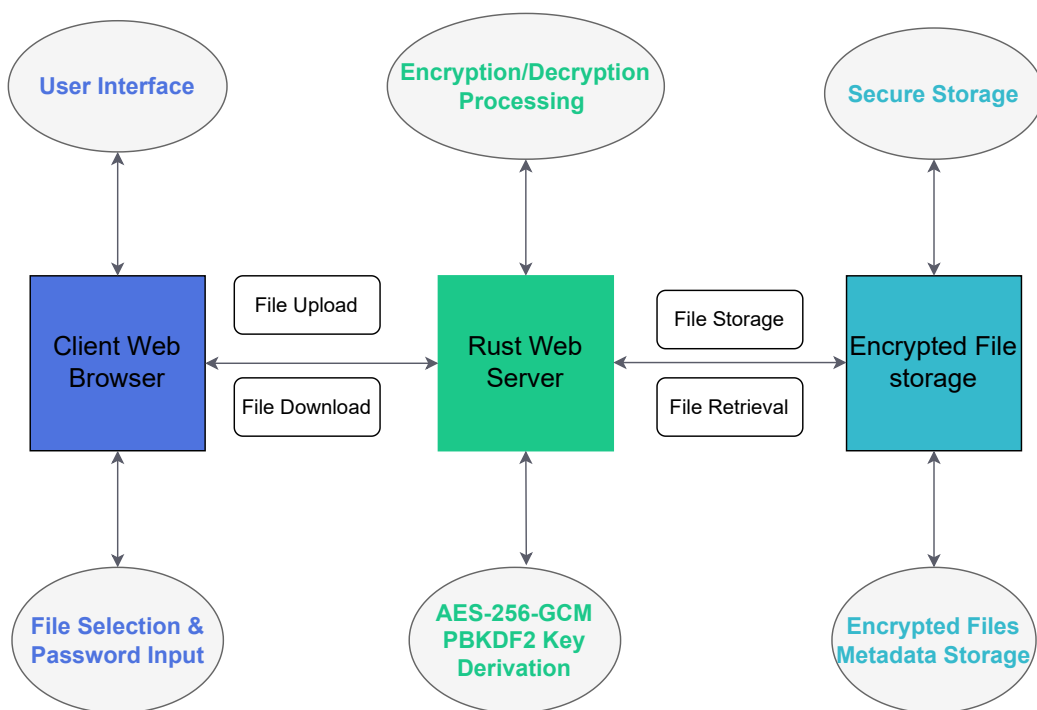 User Interface
Encryption/Decryption
Processing
Secure Storage
Client Web
Browser
File Upload
File Download
Rust Web
Server
File Storage
File Retrieval
Encrypted File
storage
File Selection &
Password Input
AES-256-GCM
PBKDF2 Key
Derivation
Encrypted Files
Metadata Storage